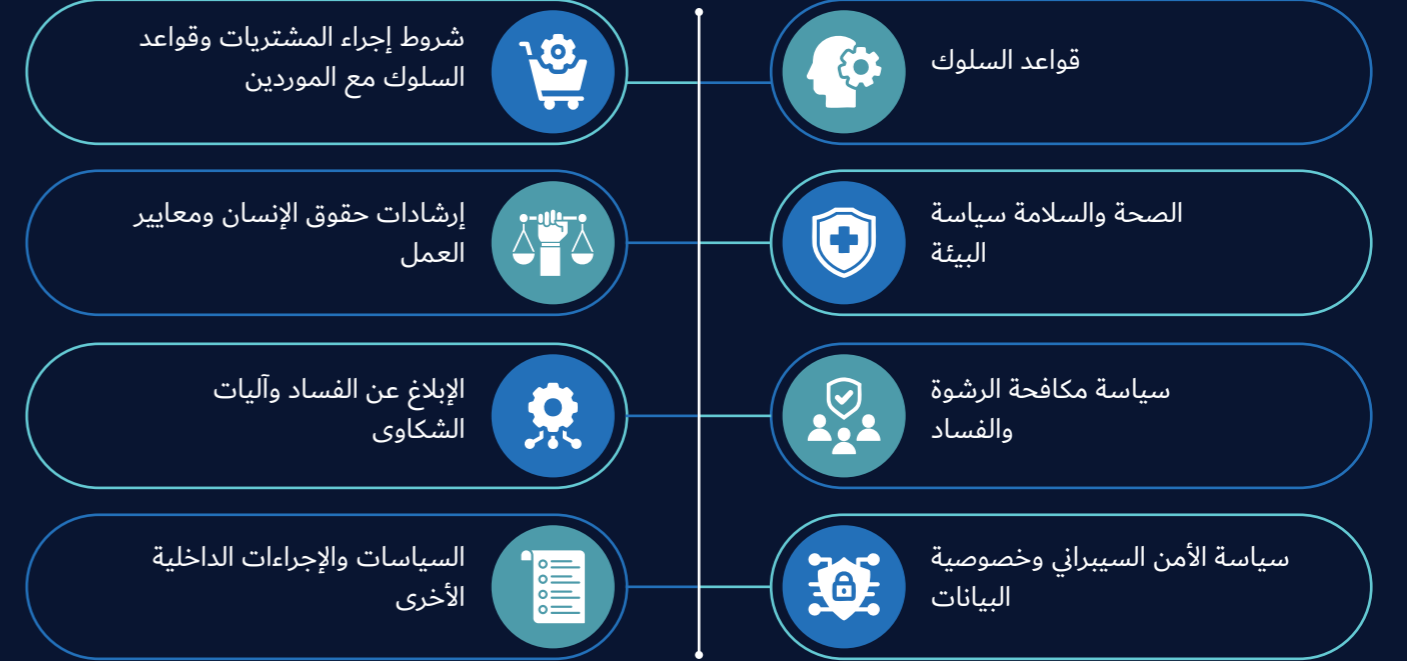 قواعد السلوك
شروط إجراء المشتريات وقواعد
السلوك مع الموردين
الصحة والسلامة سياسة
البيئة
إرشادات حقوق الإنسان ومعايير
العمل
سياسة مكافحة الرشوة
والفساد
الإبلاغ عن الفساد وآليات
الشكاوى
سياسة الأمن السيبراني وخصوصية
البيانات
السياسات والإجراءات الداخلية
الأخرى